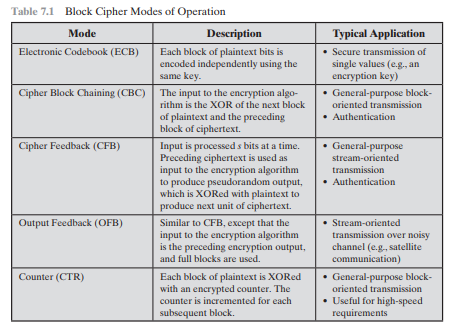 Table 7.1 Block Cipher Modes of Operation
Mode Description Typical Application
Electronic Codebook (ECB) Each block of plaintext bits is • Secure transmission of
encoded independently using the single values (e.g., an
same key. encryption key)
Cipher Block Chaining (CBC) The input to the encryption algo- • General-purpose block-
rithm is the XOR of the next block oriented transmission
of plaintext and the preceding • Authentication
block of ciphertext.
Cipher Feedback (CFB) Input is processed s bits at a time. • General-purpose
Preceding ciphertext is used as stream-oriented
input to the encryption algorithm transmission
to produce pseudorandom output, • Authentication
which is XORed with plaintext to
produce next unit of ciphertext.
Output Feedback (OFB) Similar to CFB, except that the • Stream-oriented
input to the encryption algorithm transmission over noisy
is the preceding encryption output, channel (e.g., satellite
and full blocks are used. communication)
Counter (CTR) Each block of plaintext is XORed • General-purpose block-
with an encrypted counter. The oriented transmission
counter is incremented for each • Useful for high-speed
subsequent block. requirements